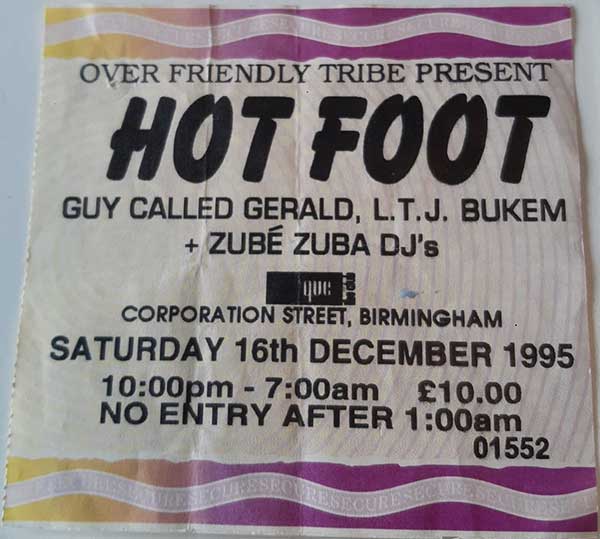 OVER FRIENDLY TRIBE PRESENT
HOT FOOT
GUY CALLED GERALD, L.T.J. BUKEM
+ ZUBÉ ZUBA DJ's
que
CORPORATION STREET, BIRMINGHAM
SATURDAY 16th DECEMBER 1995
10:00pm - 7:00am £10.00
NO ENTRY AFTER 1:00am
01552